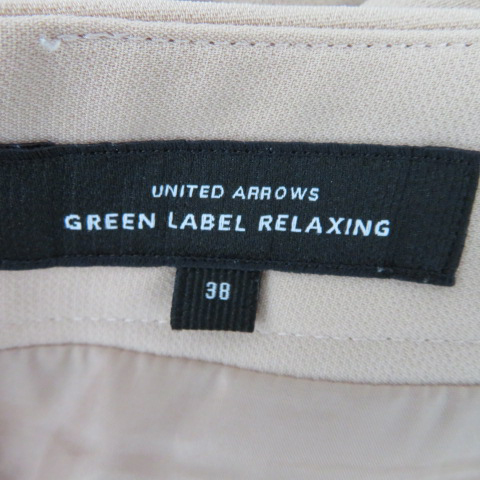 UNITED ARROWS
GREEN LABEL RELAXING
38